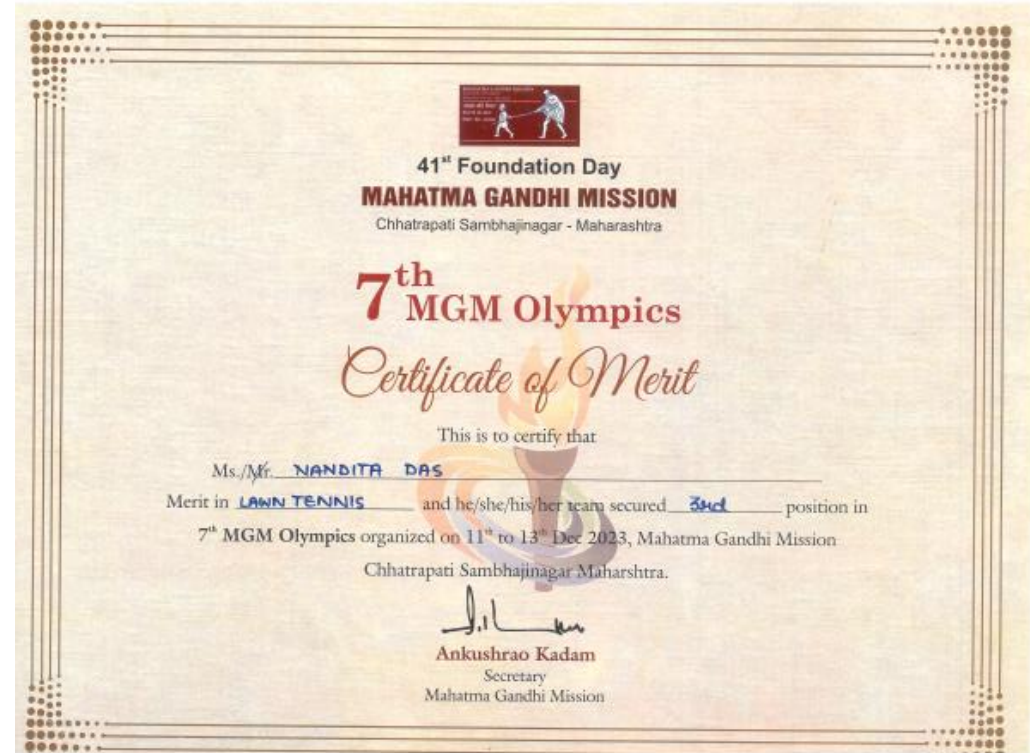 41st Foundation Day
MAHATMA GANDHI MISSION
Chhatrapati Sambhajinagar - Maharashtra
7th
MGM Olympics
Certificate of Merit
This is to certify that
Ms./Mr. NANDITA DAS
Merit in LAWN TENNIS and he/she/his/her team secured 3rd position in
7th MGM Olympics organized on 11th to 13th Dec 2023, Mahatma Gandhi Mission
Chhatrapati Sambhajinagar Maharshtra.
Ankushrao Kadam
Secretary
Mahatma Gandhi Mission